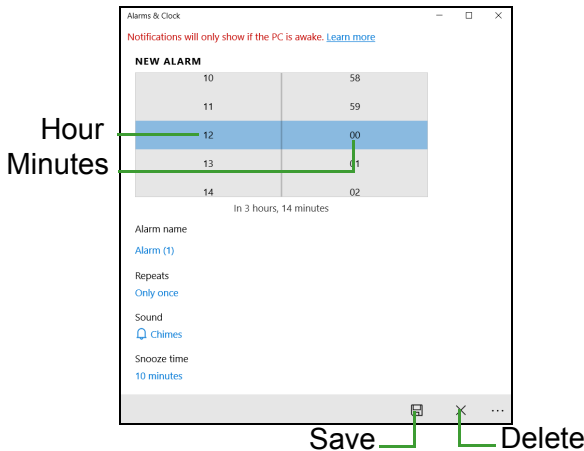 Alarms & Clock
Notifications will only show if the PC is awake. Learn more
NEW ALARM
10 58
11 59
Hour 12 00
Minutes 13 01
14 02
In 3 hours, 14 minutes
Alarm name
Alarm (1)
Repeats
Only once
Sound
Chimes
Snooze time
10 minutes
...
Save Delete